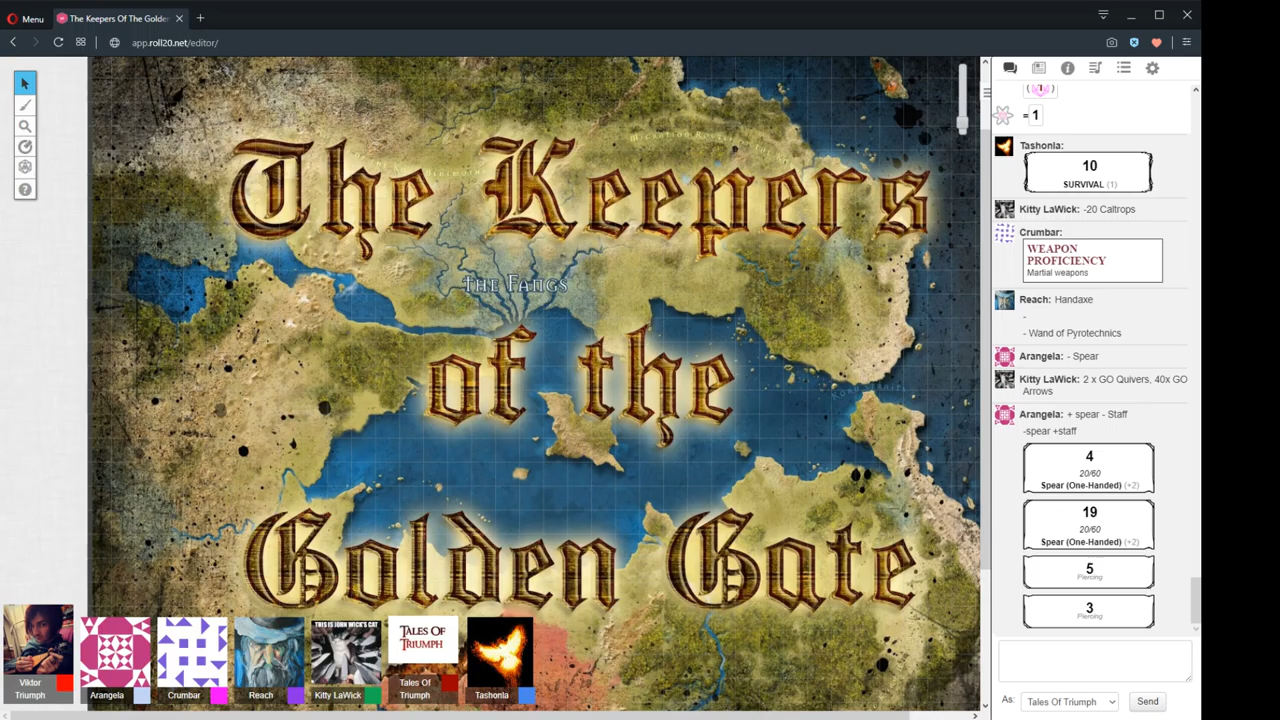 Menu
The Keepers Of The Golder
app.roll20.net/editor/
The Keepers
The Fangs
of the
Golden Gate
Viktor
Triumph
Arangela
Crumbar
Reach
THIS IS JOHN WICK'S CAT
Kitty LaWick
TALES OF
TRIUMPH
Tales Of
Triumph
Tashonia
(1)
= 1
Tashonia:
10
SURVIVAL (1)
Kitty LaWick: -20 Caltrops
Crumbar:
WEAPON
PROFICIENCY
Martial weapons
Reach: Handaxe
-
- Wand of Pyrotechnics
Arangela: - Spear
Kitty LaWick: 2 x GO Quivers, 40x GO
Arrows
Arangela: + spear - Staff
-spear +staff
4
20/60
Spear (One-Handed) (+2)
19
20/60
Spear (One-Handed) (+2)
5
Piercing
3
Piercing
As:
Tales Of Triumph
Send